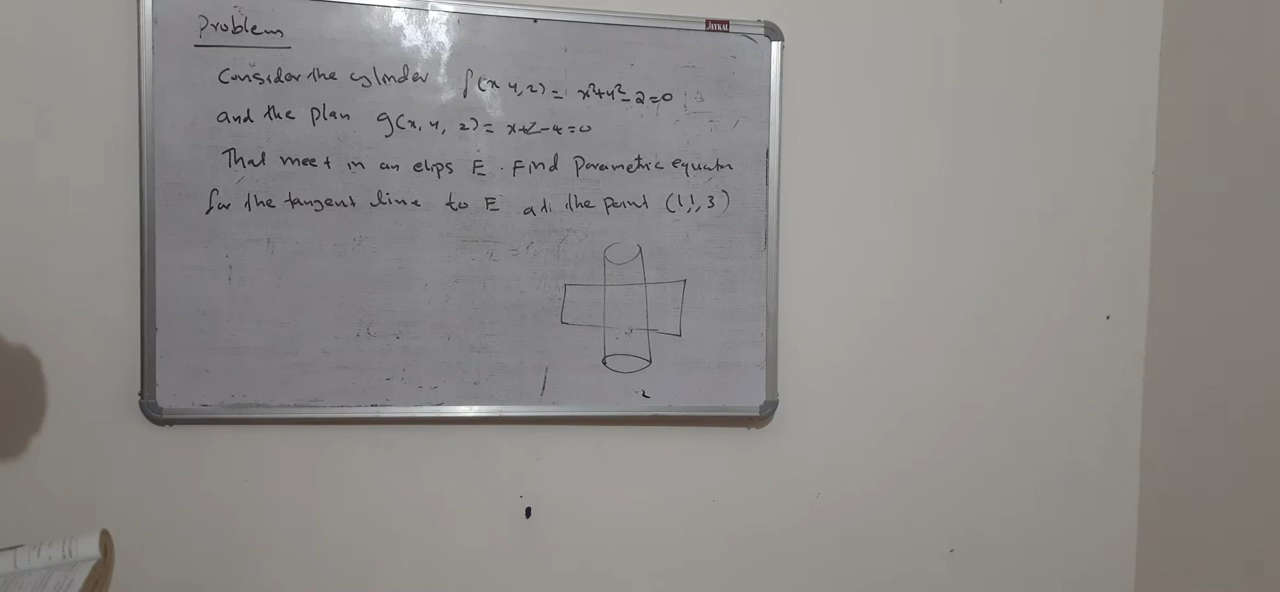 JAYKAL
Problem
Consider the cylinder f(x y, z) = x²+y²-2=0
and the plan g(x, y, z) = x+z-4=0
That meet in an elips E. Find parametric equation
for the tangent line to E at the point (1,1,3)